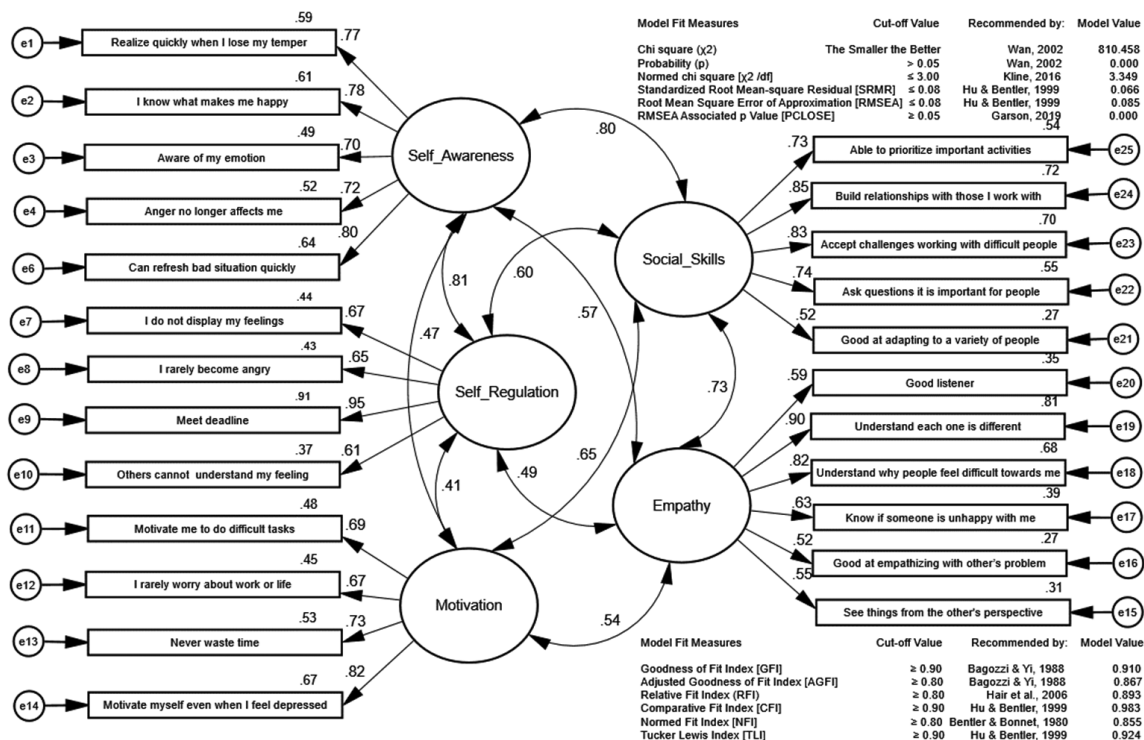 Model Fit Measures Cut-off Value Recommended by: Model Value
Chi square (χ2) The Smaller the Better Wan, 2002 810.458
Probability (p) > 0.05 Wan, 2002 0.000
Normed chi square [χ2 /df] ≤ 3.00 Kline, 2016 3.349
Standardized Root Mean-square Residual [SRMR] ≤ 0.08 Hu & Bentler, 1999 0.066
Root Mean Square Error of Approximation [RMSEA] ≤ 0.08 Hu & Bentler, 1999 0.085
RMSEA Associated p Value [PCLOSE] ≥ 0.05 Garson, 2019 0.000
.59
e1 Realize quickly when I lose my temper .77
.61
e2 I know what makes me happy .78
.49
e3 Aware of my emotion .70
.52
e4 Anger no longer affects me .72
.64
e6 Can refresh bad situation quickly .80
.44
e7 I do not display my feelings .67
.43
e8 I rarely become angry .65
.91
e9 Meet deadline .95
.37
e10 Others cannot understand my feeling .61
.48
e11 Motivate me to do difficult tasks .69
.45
e12 I rarely worry about work or life .67
.53
e13 Never waste time .73
.67
e14 Motivate myself even when I feel depressed .82
Self_Awareness
Self_Regulation
Motivation
Social_Skills
Empathy
.80
.81
.60
.47
.57
.73
.65
.49
.41
.54
.54
.73 Able to prioritize important activities e25
.72
.85 Build relationships with those I work with e24
.70
.83 Accept challenges working with difficult people e23
.55
.74 Ask questions it is important for people e22
.27
.52 Good at adapting to a variety of people e21
.35
.59 Good listener e20
.81
.90 Understand each one is different e19
.68
.82 Understand why people feel difficult towards me e18
.39
.63 Know if someone is unhappy with me e17
.27
.52 Good at empathizing with other's problem e16
.31
.55 See things from the other's perspective e15
Model Fit Measures Cut-off Value Recommended by: Model Value
Goodness of Fit Index [GFI] ≥ 0.90 Bagozzi & Yi, 1988 0.910
Adjusted Goodness of Fit Index [AGFI] ≥ 0.80 Bagozzi & Yi, 1988 0.867
Relative Fit Index (RFI) ≥ 0.80 Hair et al., 2006 0.893
Comparative Fit Index [CFI] ≥ 0.90 Hu & Bentler, 1999 0.983
Normed Fit Index [NFI] ≥ 0.80 Bentler & Bonnet, 1980 0.855
Tucker Lewis Index [TLI] ≥ 0.90 Hu & Bentler, 1999 0.924